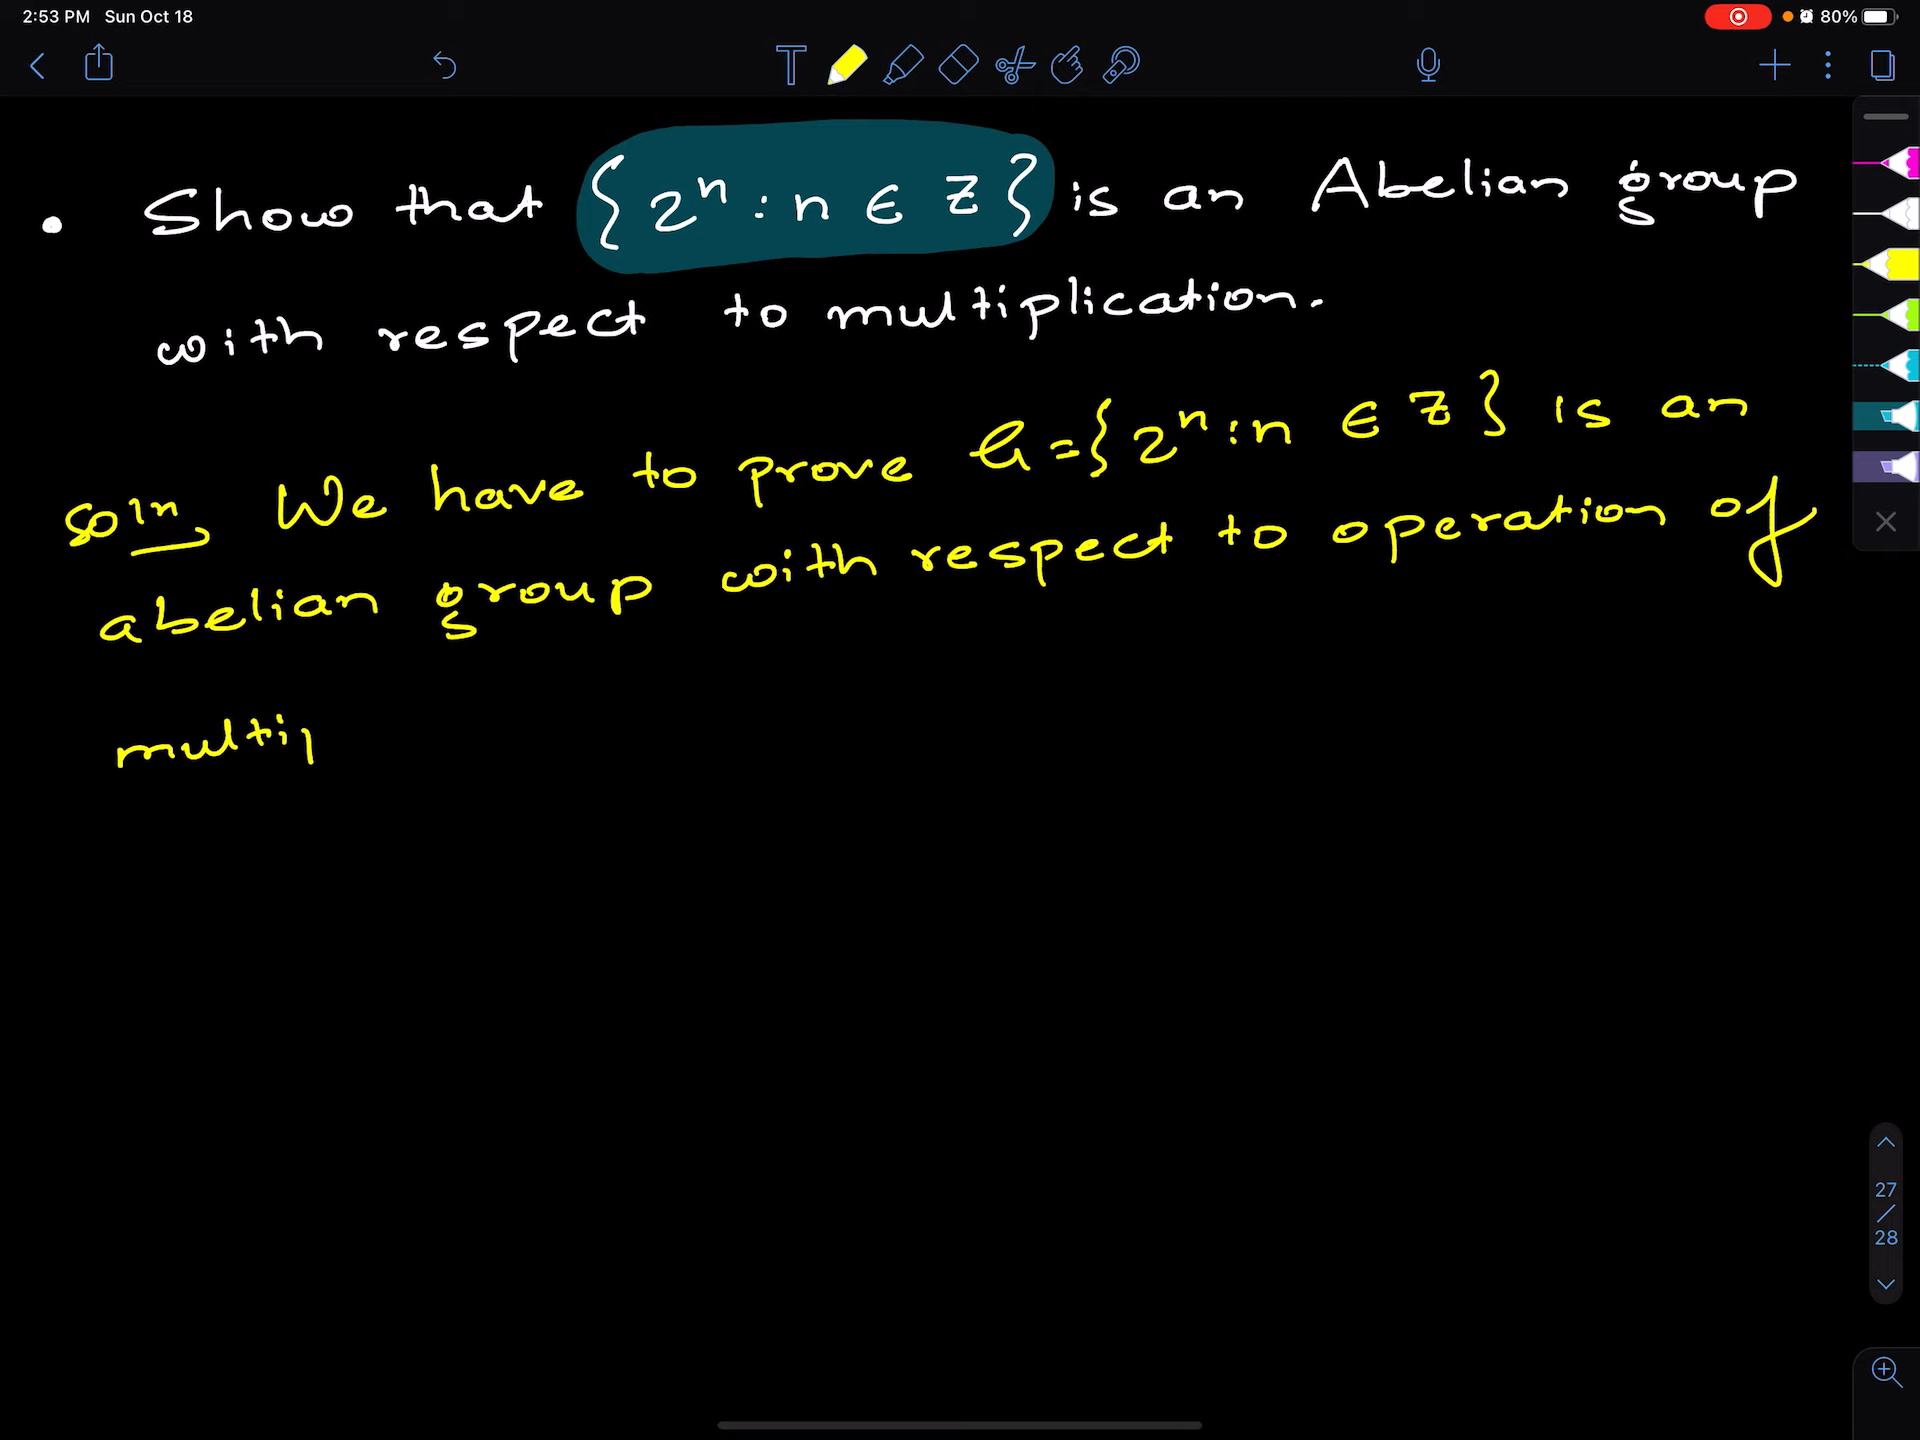 2:53 PM Sun Oct 18
80%
• Show that {2ⁿ : n ∈ Z} is an Abelian group
with respect to multiplication.
Soln, We have to prove G = {2ⁿ : n ∈ Z} is an
abelian group with respect to operation of
multip
27
/
28